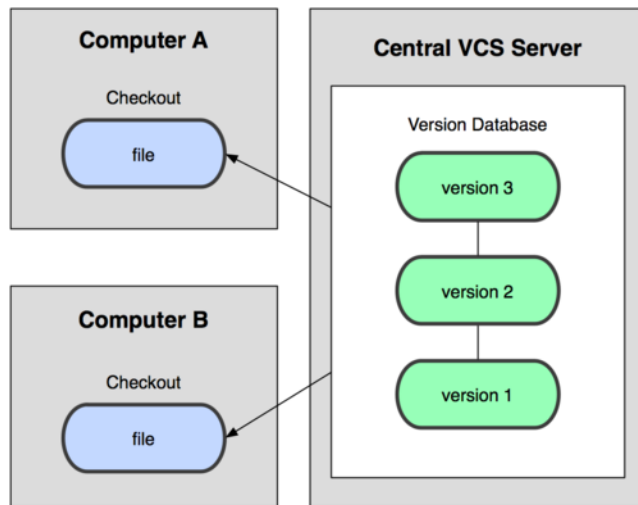 Computer A
Checkout
file
Computer B
Checkout
file
Central VCS Server
Version Database
version 3
version 2
version 1